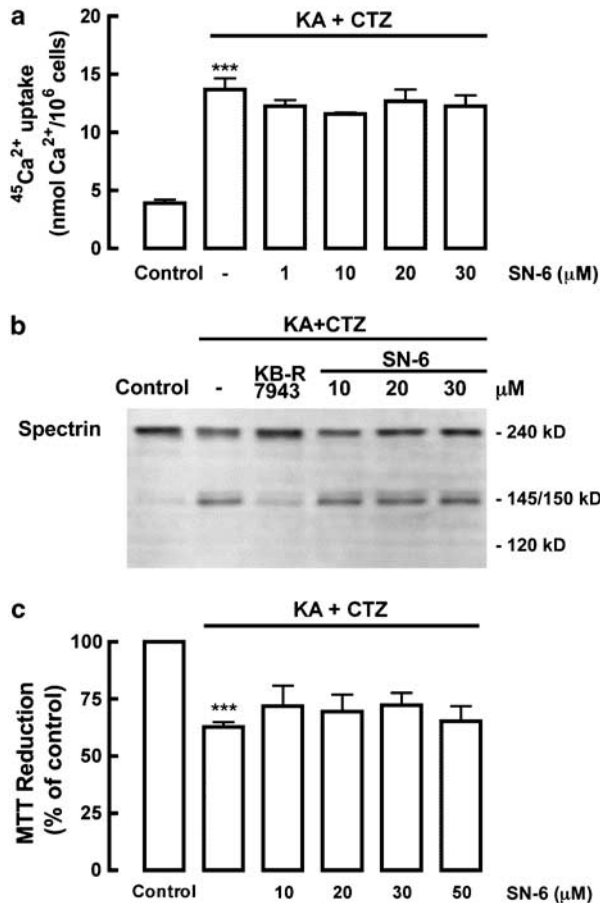 a
KA + CTZ
⁴⁵Ca²⁺ uptake
(nmol Ca²⁺/10⁶ cells)
20
15
10
5
0
***
Control - 1 10 20 30 SN-6 (μM)
b
KA+CTZ
Control - KB-R 7943 SN-6
10 20 30 μM
Spectrin
- 240 kD
- 145/150 kD
- 120 kD
c
KA + CTZ
MTT Reduction
(% of control)
100
75
50
25
0
***
Control 10 20 30 50 SN-6 (μM)